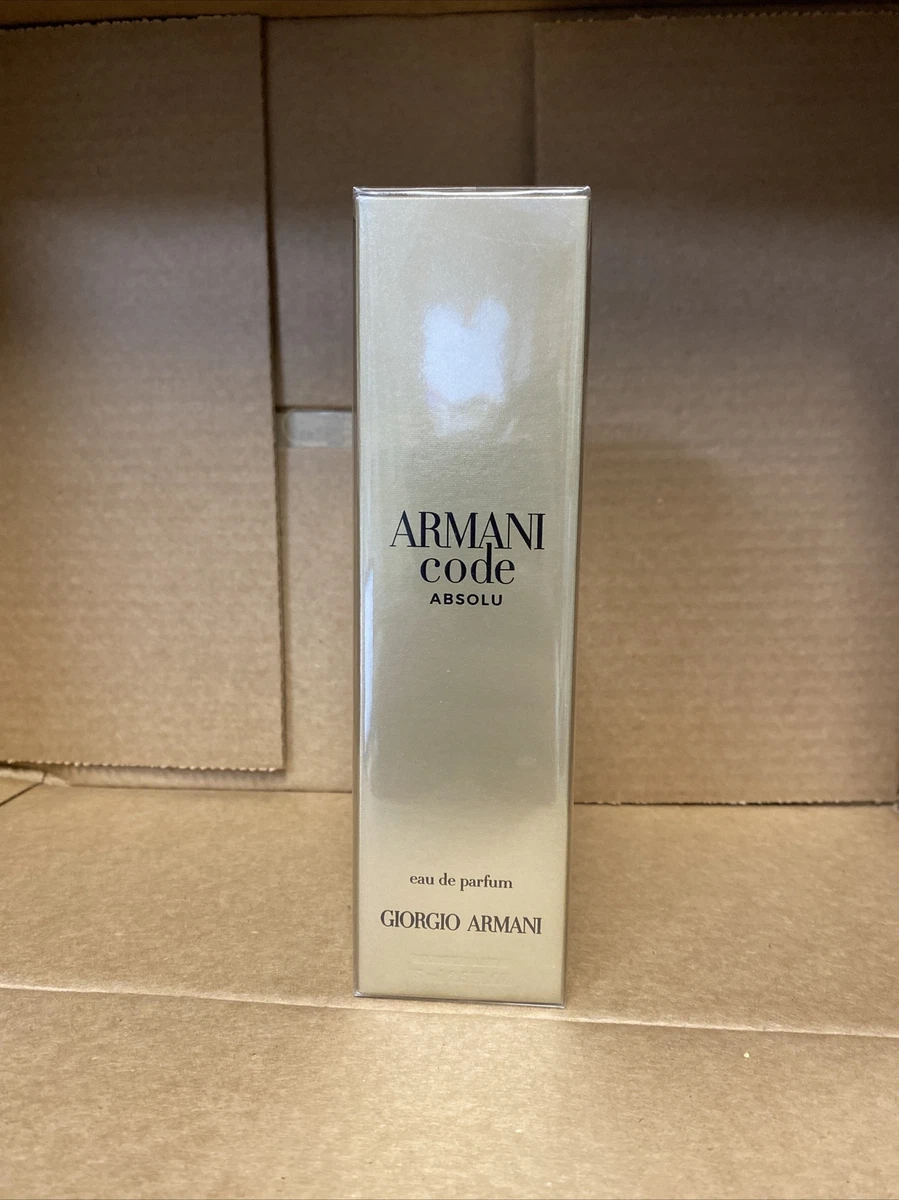 ARMANI
code
ABSOLU
eau de parfum
GIORGIO ARMANI